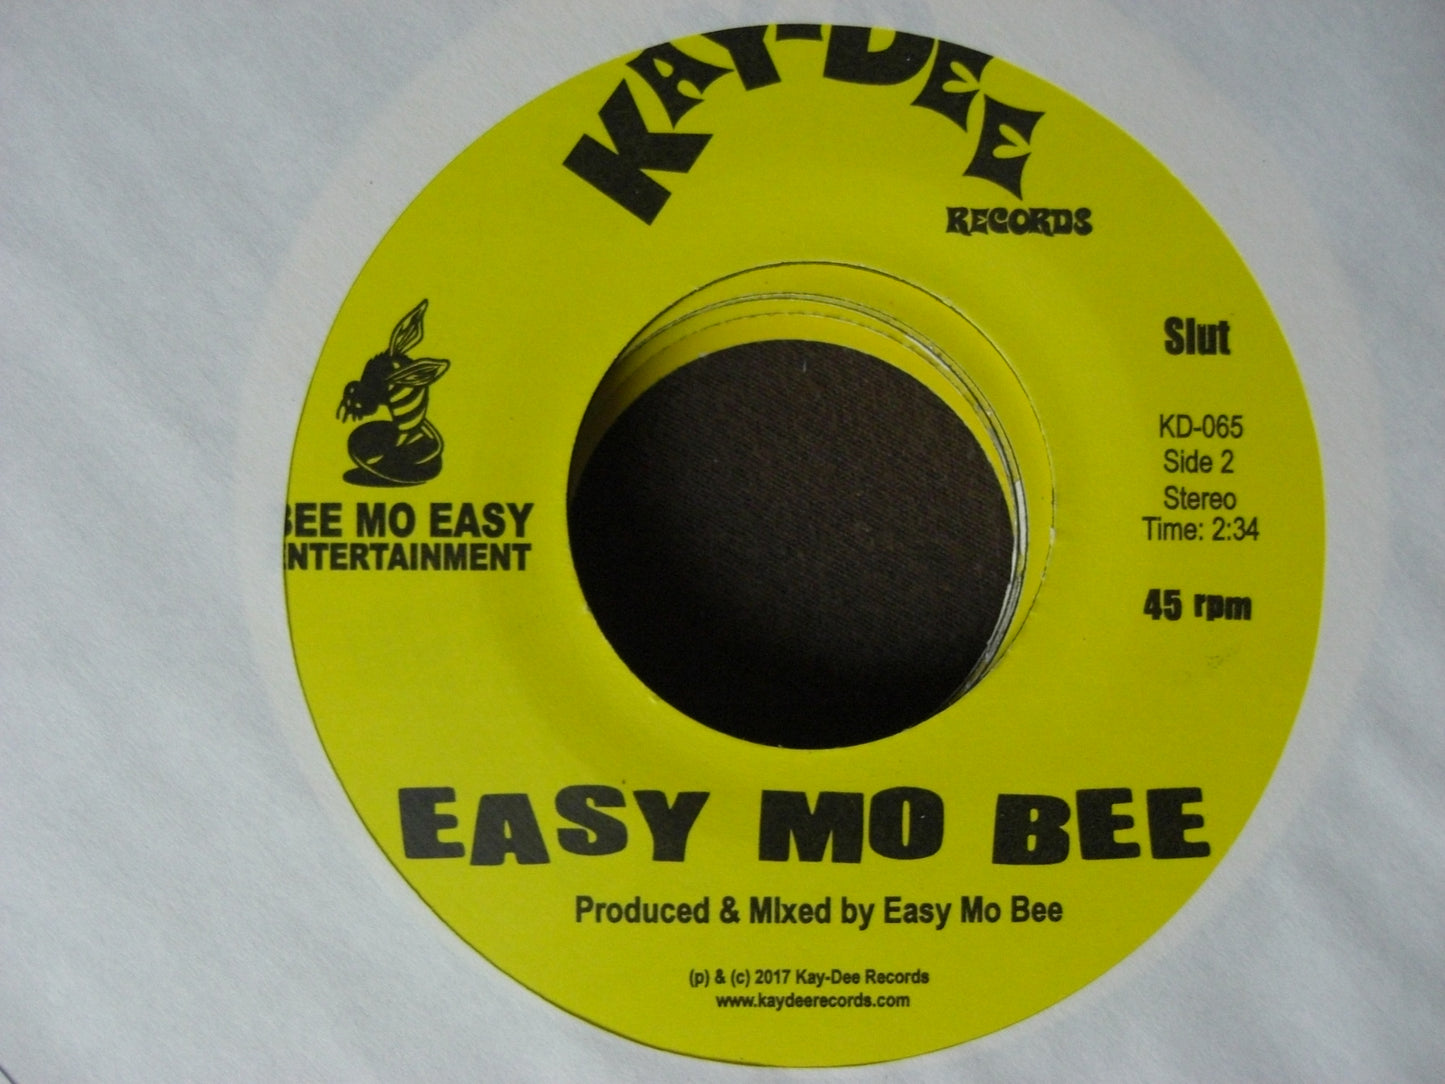 KAY-DEE
RECORDS
Slut
KD-065
Side 2
Stereo
Time: 2:34
45 rpm
BEE MO EASY
ENTERTAINMENT
EASY MO BEE
Produced & MIxed by Easy Mo Bee
(p) & (c) 2017 Kay-Dee Records
www.kaydeerecords.com